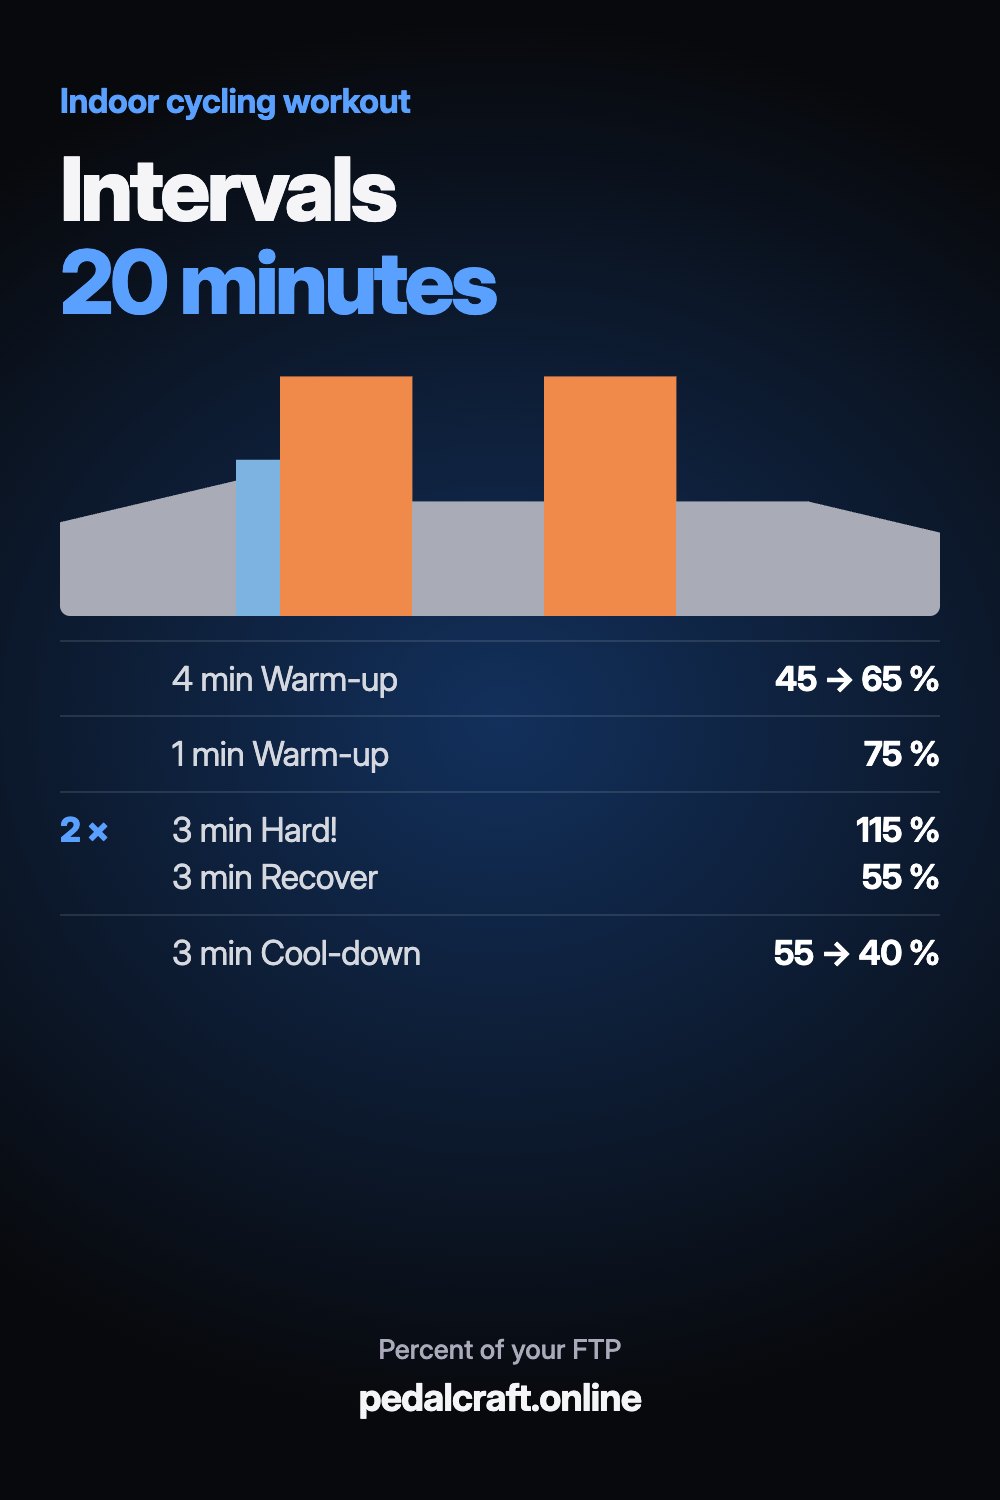 Indoor cycling workout
Intervals
20 minutes
4 min Warm-up 45 → 65 %
1 min Warm-up 75 %
2 × 3 min Hard! 115 %
3 min Recover 55 %
3 min Cool-down 55 → 40 %
Percent of your FTP
pedalcraft.online